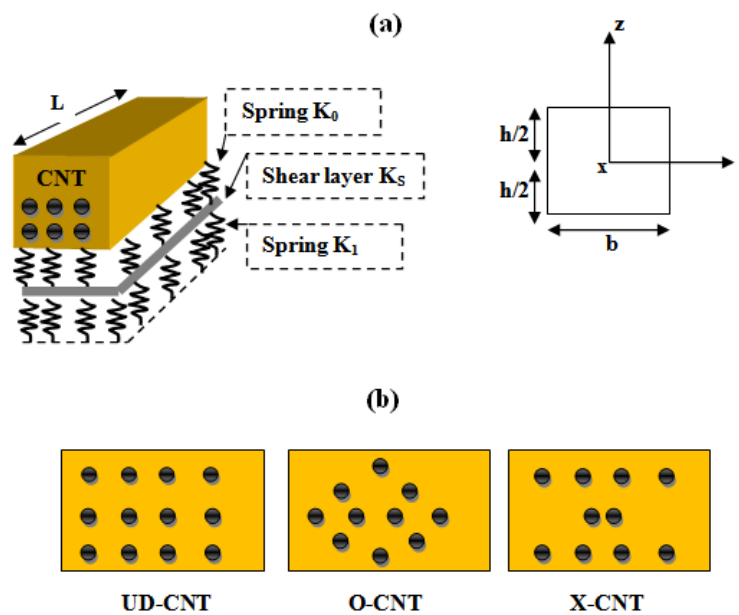 (a)
L
CNT
Spring K₀
Shear layer Kₛ
Spring K₁
z
h/2
x
h/2
b
(b)
UD-CNT
O-CNT
X-CNT